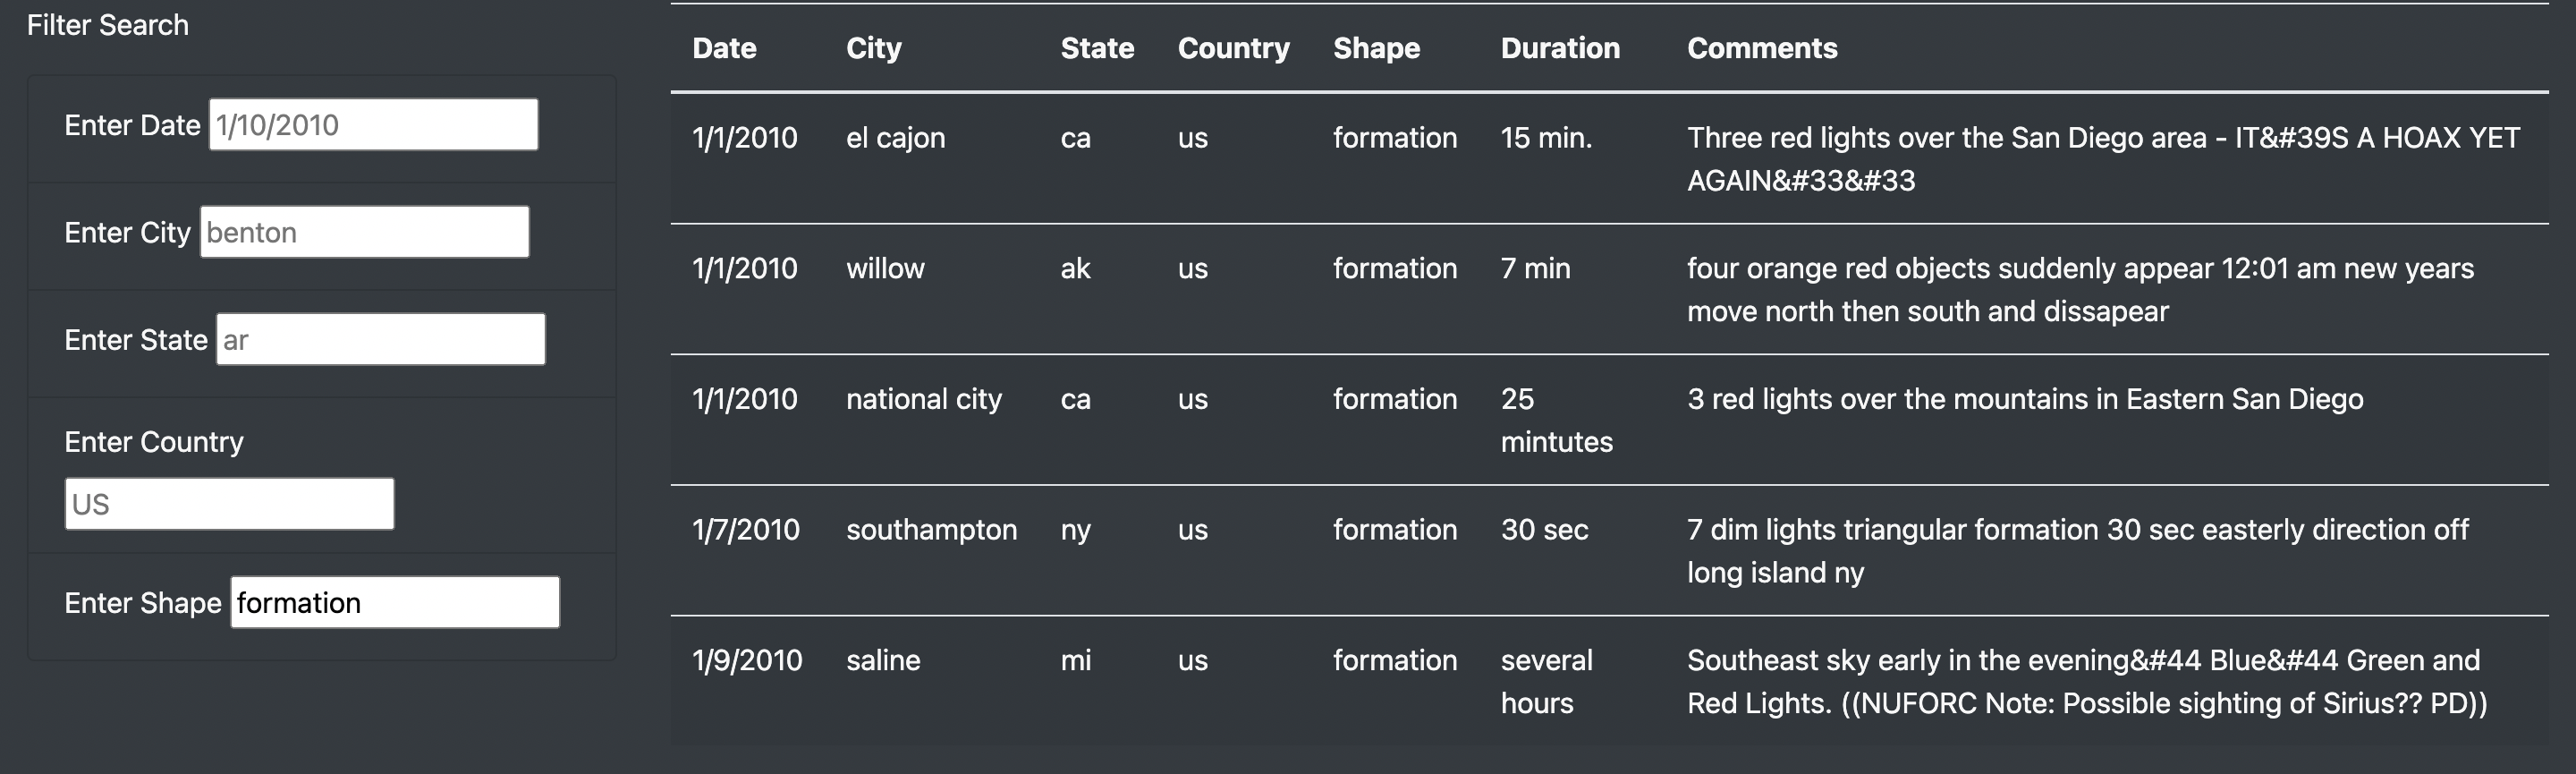 Filter Search
Enter Date 1/10/2010
Enter City benton
Enter State ar
Enter Country
US
Enter Shape formation
Date City State Country Shape Duration Comments
1/1/2010 el cajon ca us formation 15 min. Three red lights over the San Diego area - IT&#39S A HOAX YET
AGAIN&#33&#33
1/1/2010 willow ak us formation 7 min four orange red objects suddenly appear 12:01 am new years
move north then south and dissapear
1/1/2010 national city ca us formation 25 3 red lights over the mountains in Eastern San Diego
mintutes
1/7/2010 southampton ny us formation 30 sec 7 dim lights triangular formation 30 sec easterly direction off
long island ny
1/9/2010 saline mi us formation several Southeast sky early in the evening&#44 Blue&#44 Green and
hours Red Lights. ((NUFORC Note: Possible sighting of Sirius?? PD))